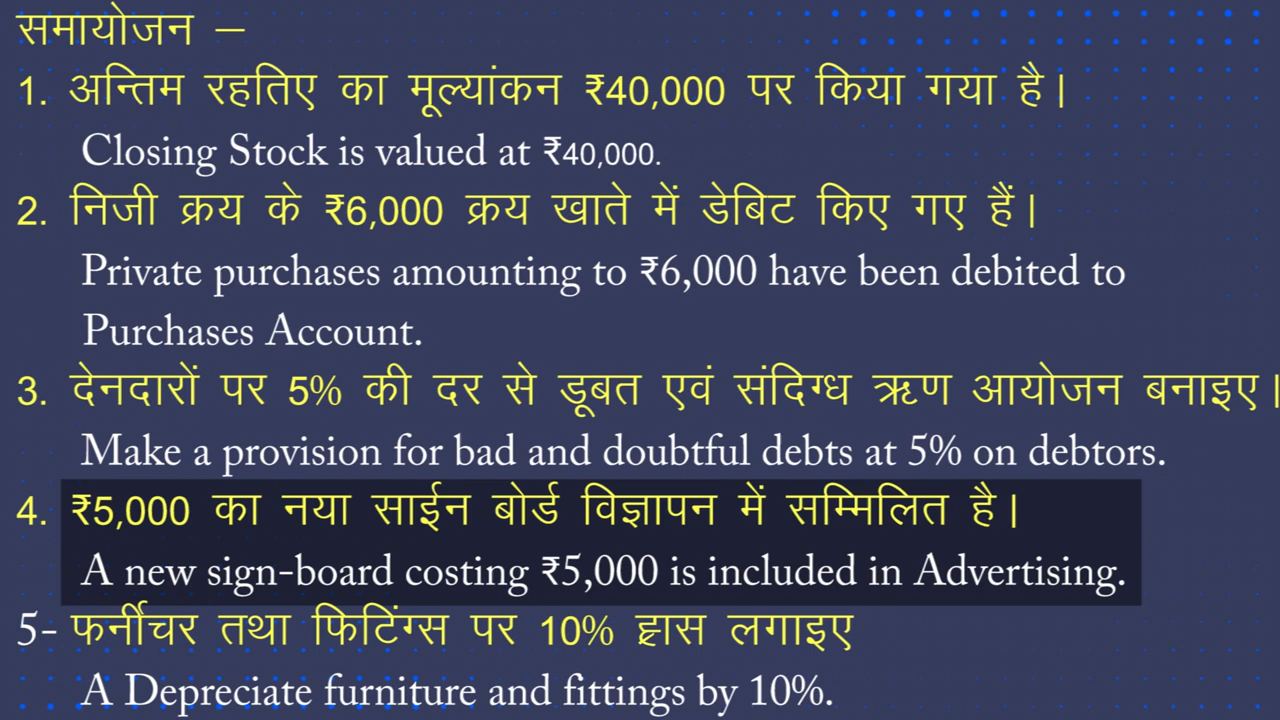 समायोजन –
1. अन्तिम रहतिए का मूल्यांकन ₹40,000 पर किया गया है।
Closing Stock is valued at ₹40,000.
2. निजी क्रय के ₹6,000 क्रय खाते में डेबिट किए गए हैं।
Private purchases amounting to ₹6,000 have been debited to
Purchases Account.
3. देनदारों पर 5% की दर से डूबत एवं संदिग्ध ऋण आयोजन बनाइए।
Make a provision for bad and doubtful debts at 5% on debtors.
4. ₹5,000 का नया साईन बोर्ड विज्ञापन में सम्मिलित है।
A new sign-board costing ₹5,000 is included in Advertising.
5- फर्नीचर तथा फिटिंग्स पर 10% ह्रास लगाइए
A Depreciate furniture and fittings by 10%.